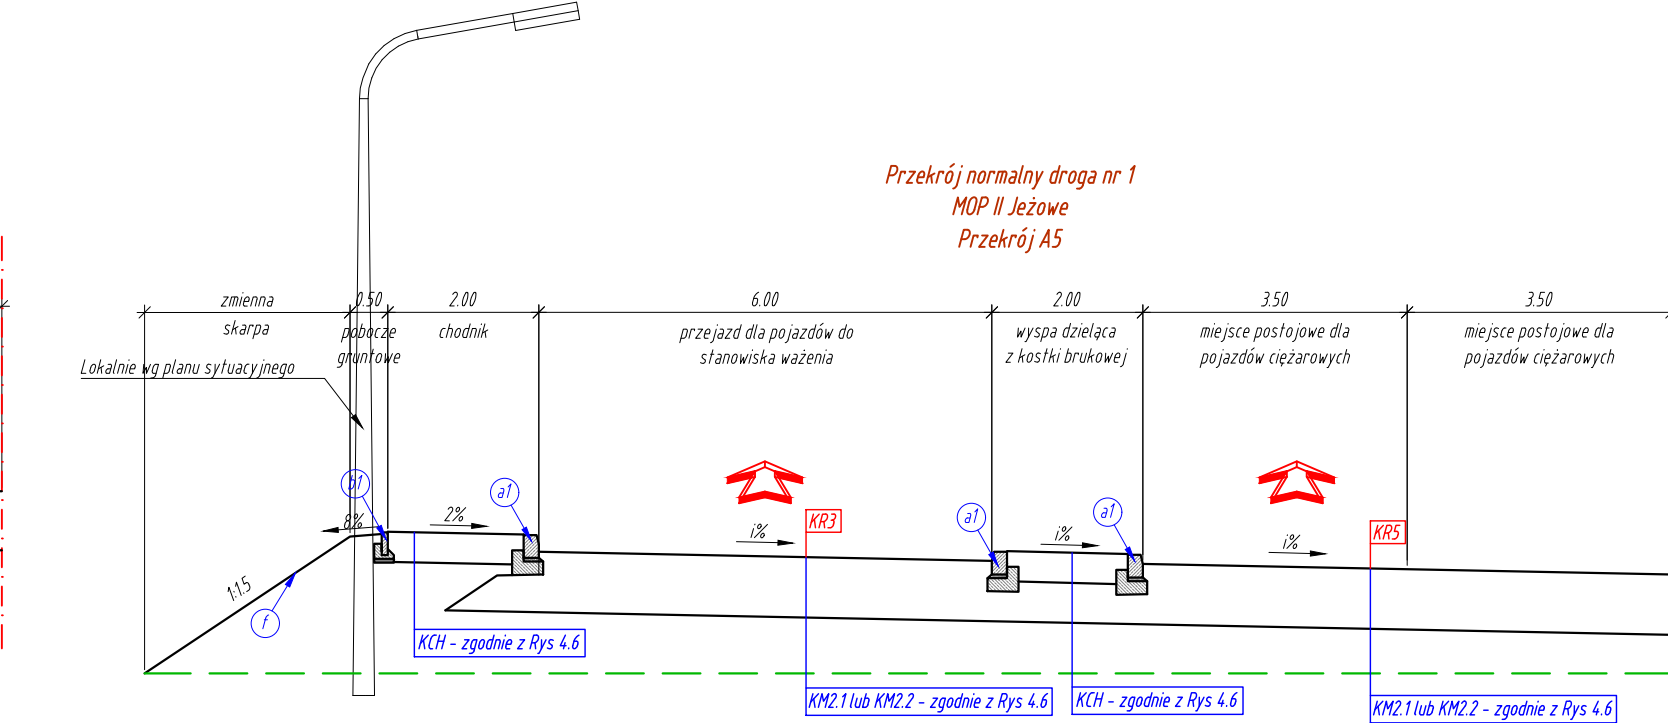 Przekrój normalny droga nr 1
MOP II Jeżowe
Przekrój A5
zmienna
0.50
2.00
6.00
2.00
3.50
3.50
skarpa
pobocze
gruntowe
chodnik
przejazd dla pojazdów do
stanowiska ważenia
wyspa dzieląca
z kostki brukowej
miejsce postojowe dla
pojazdów ciężarowych
miejsce postojowe dla
pojazdów ciężarowych
Lokalnie wg planu sytuacyjnego
b1
a1
a1
a1
8%
2%
i%
KR3
i%
i%
KR5
1:1.5
f
KCH - zgodnie z Rys 4.6
KM2.1 lub KM2.2 - zgodnie z Rys 4.6
KCH - zgodnie z Rys 4.6
KM2.1 lub KM2.2 - zgodnie z Rys 4.6